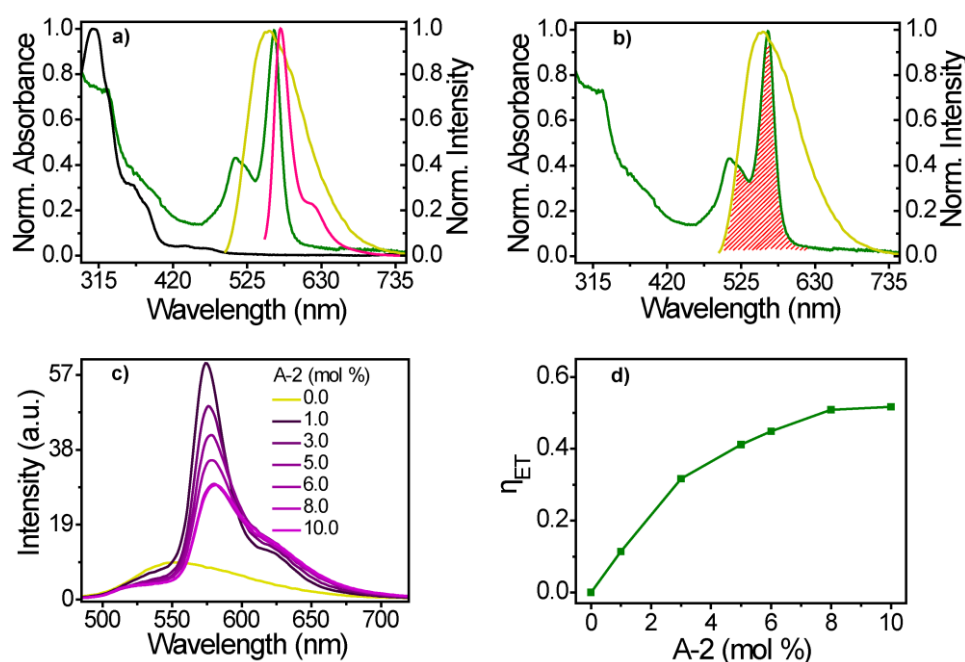 a)
Norm. Absorbance
1.0
0.8
0.6
0.4
0.2
0.0
1.0
0.8
0.6
0.4
0.2
0.0
Norm. Intensity
315 420 525 630 735
Wavelength (nm)
b)
Norm. Absorbance
1.0
0.8
0.6
0.4
0.2
0.0
1.0
0.8
0.6
0.4
0.2
0.0
Norm. Intensity
315 420 525 630 735
Wavelength (nm)
c)
Intensity (a.u.)
57
38
19
0
A-2 (mol %)
0.0
1.0
3.0
5.0
6.0
8.0
10.0
500 550 600 650 700
Wavelength (nm)
d)
ηET
0.6
0.4
0.2
0.0
0 2 4 6 8 10
A-2 (mol %)